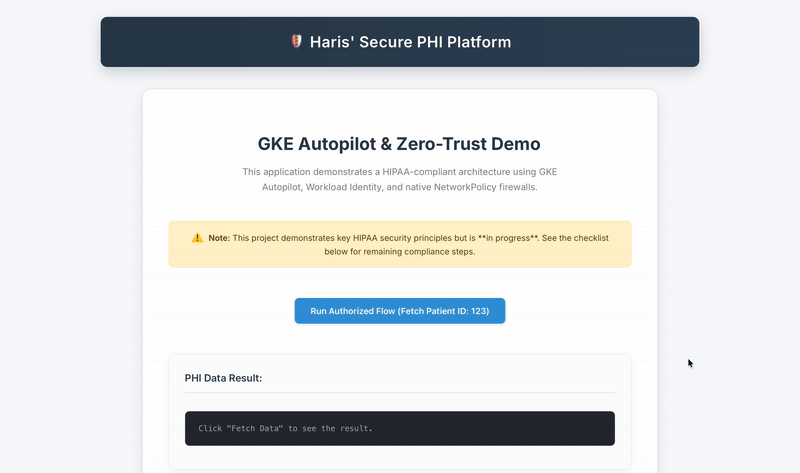 Haris' Secure PHI Platform
GKE Autopilot & Zero-Trust Demo
This application demonstrates a HIPAA-compliant architecture using GKE
Autopilot, Workload Identity, and native NetworkPolicy firewalls.
⚠️ Note: This project demonstrates key HIPAA security principles but is **in progress**. See the checklist
below for remaining compliance steps.
Run Authorized Flow (Fetch Patient ID: 123)
PHI Data Result:
Click "Fetch Data" to see the result.